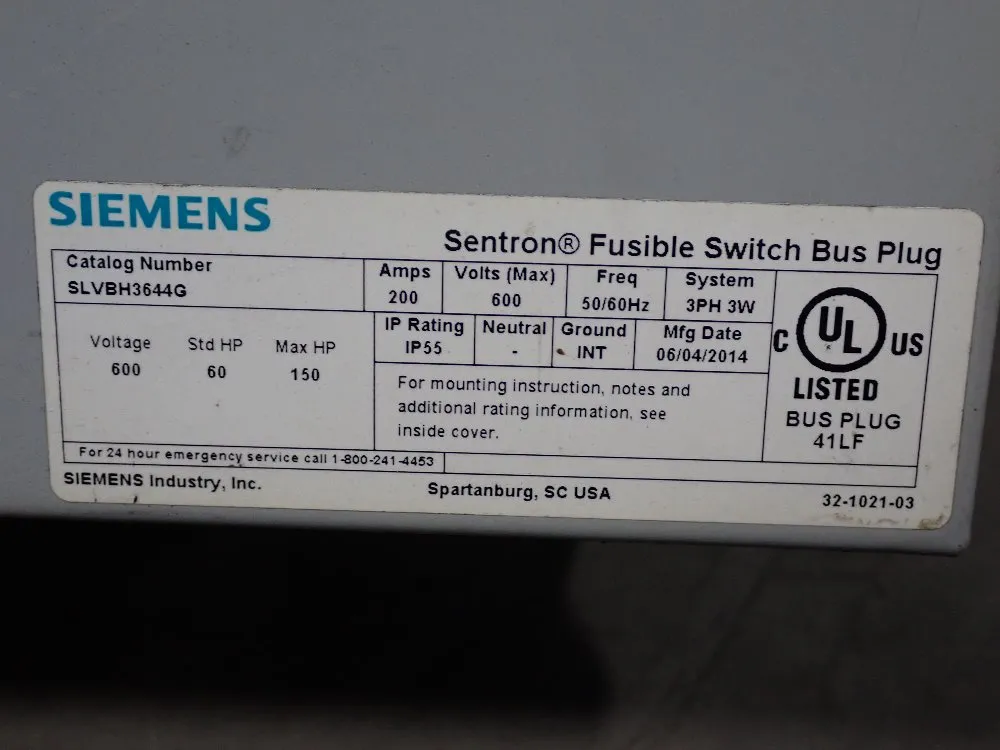 SIEMENS
Sentron® Fusible Switch Bus Plug
Catalog Number
SLVBH3644G
Amps
200
Volts (Max)
600
Freq
50/60Hz
System
3PH 3W
Voltage Std HP Max HP
600 60 150
IP Rating
IP55
Neutral
-
Ground
INT
Mfg Date
06/04/2014
For mounting instruction, notes and
additional rating information, see
inside cover.
C UL US
LISTED
BUS PLUG
41LF
For 24 hour emergency service call 1-800-241-4453
SIEMENS Industry, Inc.
Spartanburg, SC USA
32-1021-03